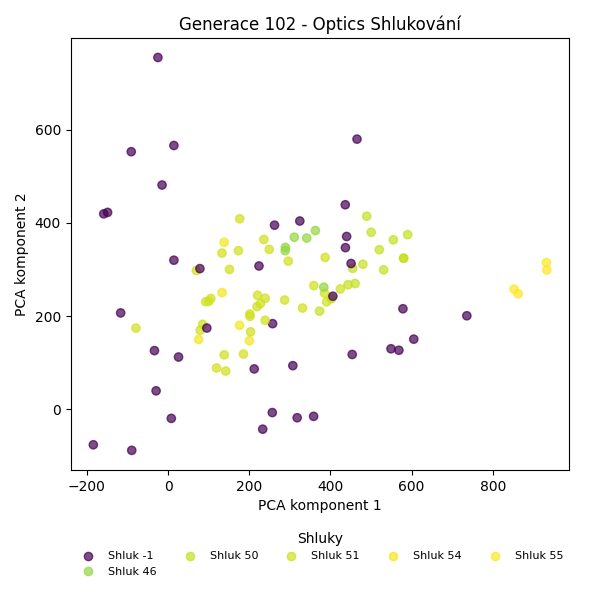 Generace 102 - Optics Shlukování
PCA komponent 2
600
400
200
0
−200
0
200
400
600
800
PCA komponent 1
Shluky
Shluk -1
Shluk 50
Shluk 51
Shluk 54
Shluk 55
Shluk 46